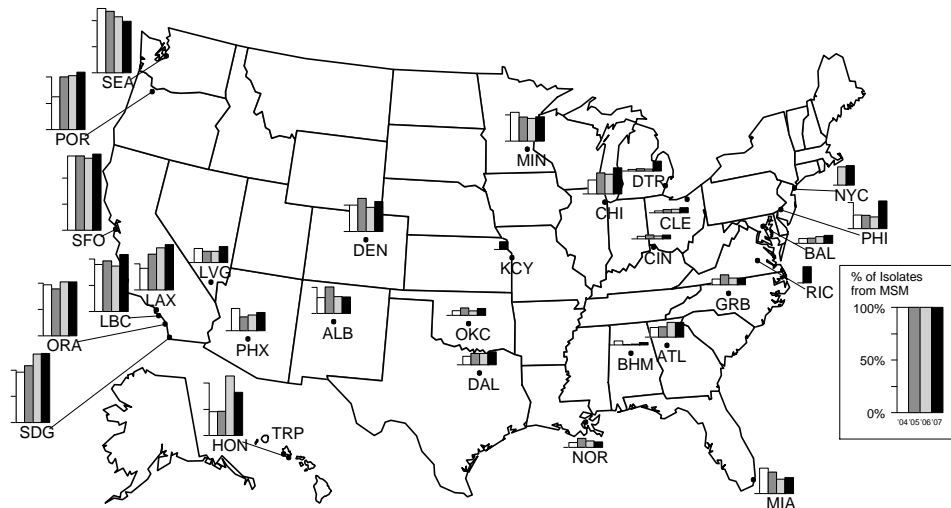 SEA
POR
SFO
LVG
LAX
LBC
ORA
SDG
PHX
DEN
ALB
HON
TRP
MIN
KCY
OKC
DAL
NOR
CHI
DTR
CLE
CIN
BHM
ATL
GRB
MIA
NYC
PHI
BAL
RIC
% of Isolates
from MSM
100%
50%
0%
'04'05'06'07